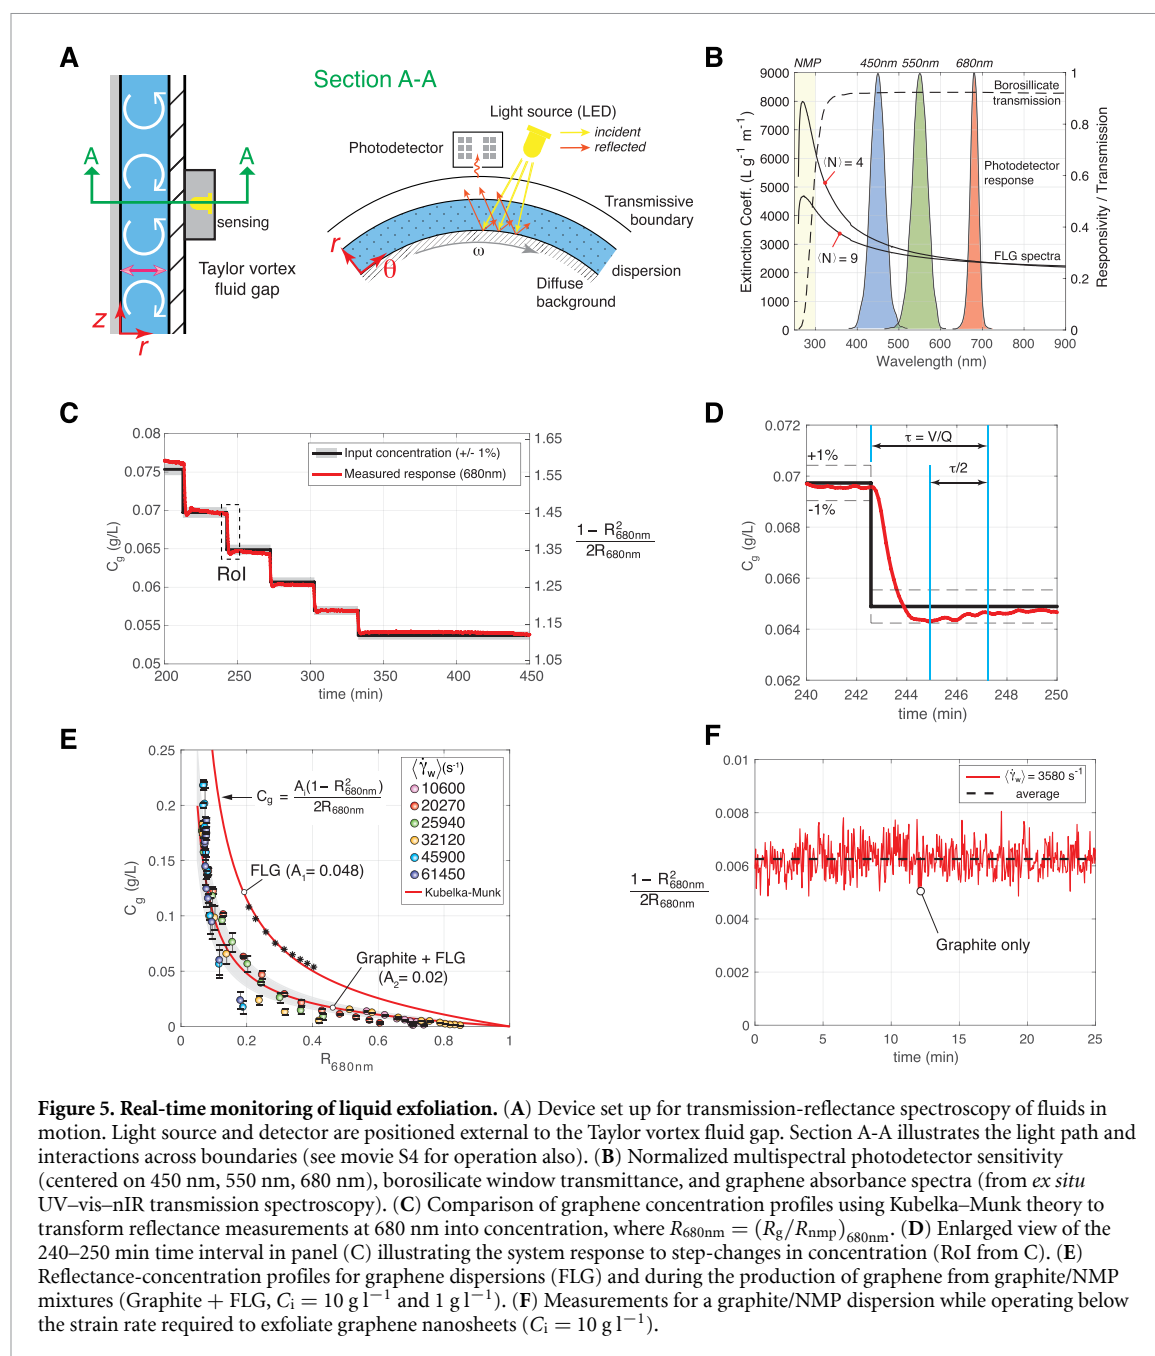 A
Section A-A
A
A
sensing
Taylor vortex
fluid gap
z
r
Light source (LED)
incident
reflected
Photodetector
Transmissive
boundary
r
θ
ω
dispersion
Diffuse
background
B
NMP
450nm
550nm
680nm
9000
8000
7000
6000
5000
4000
3000
2000
1000
0
Extinction Coeff. (L g⁻¹ m⁻¹)
1
0.8
0.6
0.4
0.2
0
Responsivity / Transmission
Borosilicate
transmission
Photodetector
response
⟨N⟩ = 4
⟨N⟩ = 9
FLG spectra
300 400 500 600 700 800 900
Wavelength (nm)
C
0.08
0.075
0.07
0.065
0.06
0.055
0.05
C_g (g/L)
Input concentration (+/- 1%)
Measured response (680nm)
RoI
1.65
1.55
1.45
1.35
1.25
1.15
1.05
1 − R²_680nm
2R_680nm
200 250 300 350 400 450
time (min)
D
0.072
0.07
0.068
0.066
0.064
0.062
C_g (g/L)
τ = V/Q
τ/2
+1%
-1%
240 242 244 246 248 250
time (min)
E
0.25
0.2
0.15
0.1
0.05
0
C_g (g/L)
C_g = A_i(1- R²_680nm)
2R_680nm
FLG (A₁= 0.048)
Graphite + FLG
(A₂= 0.02)
⟨γ̇_w⟩(s⁻¹)
10600
20270
25940
32120
45900
61450
Kubelka-Munk
0 0.2 0.4 0.6 0.8 1
R_680nm
F
0.01
0.008
0.006
0.004
0.002
0
1 − R²_680nm
2R_680nm
⟨γ̇_w⟩ = 3580 s⁻¹
average
Graphite only
0 5 10 15 20 25
time (min)
Figure 5. Real-time monitoring of liquid exfoliation. (A) Device set up for transmission-reflectance spectroscopy of fluids in
motion. Light source and detector are positioned external to the Taylor vortex fluid gap. Section A-A illustrates the light path and
interactions across boundaries (see movie S4 for operation also). (B) Normalized multispectral photodetector sensitivity
(centered on 450 nm, 550 nm, 680 nm), borosilicate window transmittance, and graphene absorbance spectra (from ex situ
UV–vis–nIR transmission spectroscopy). (C) Comparison of graphene concentration profiles using Kubelka–Munk theory to
transform reflectance measurements at 680 nm into concentration, where R_680nm = (R_g/R_nmp)_680nm. (D) Enlarged view of the
240–250 min time interval in panel (C) illustrating the system response to step-changes in concentration (RoI from C). (E)
Reflectance-concentration profiles for graphene dispersions (FLG) and during the production of graphene from graphite/NMP
mixtures (Graphite + FLG, C_i = 10 g l⁻¹ and 1 g l⁻¹). (F) Measurements for a graphite/NMP dispersion while operating below
the strain rate required to exfoliate graphene nanosheets (C_i = 10 g l⁻¹).